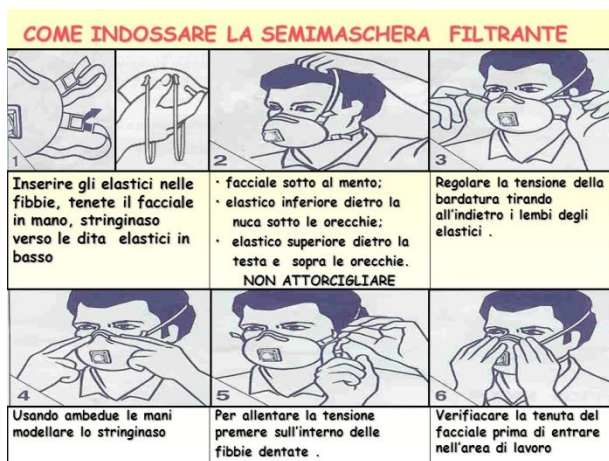 COME INDOSSARE LA SEMIMASCHERA FILTRANTE
1
2
3
Inserire gli elastici nelle
fibbie, tenete il facciale
in mano, stringinaso
verso le dita elastici in
basso
· facciale sotto al mento;
· elastico inferiore dietro la
nuca sotto le orecchie;
· elastico superiore dietro la
testa e sopra le orecchie.
NON ATTORCIGLIARE
Regolare la tensione della
bardatura tirando
all'indietro i lembi degli
elastici .
4
5
6
Usando ambedue le mani
modellare lo stringinaso
Per allentare la tensione
premere sull'interno delle
fibbie dentate .
Verifiacare la tenuta del
facciale prima di entrare
nell'area di lavoro